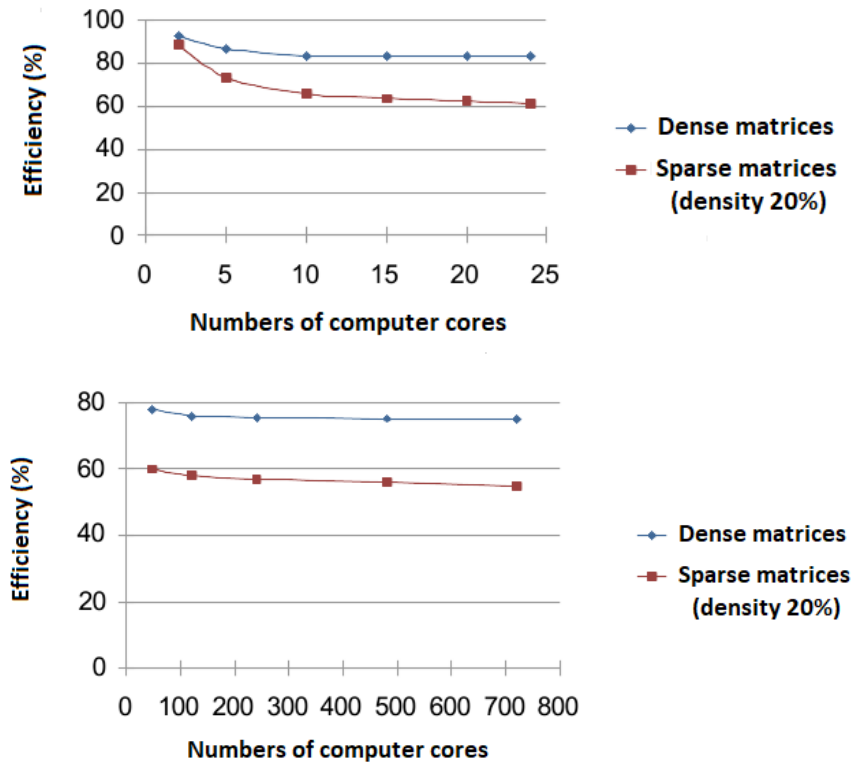 100
80
60
40
20
0
Efficiency (%)
0 5 10 15 20 25
Numbers of computer cores
Dense matrices
Sparse matrices
(density 20%)
80
60
40
20
0
Efficiency (%)
0 100 200 300 400 500 600 700 800
Numbers of computer cores
Dense matrices
Sparse matrices
(density 20%)